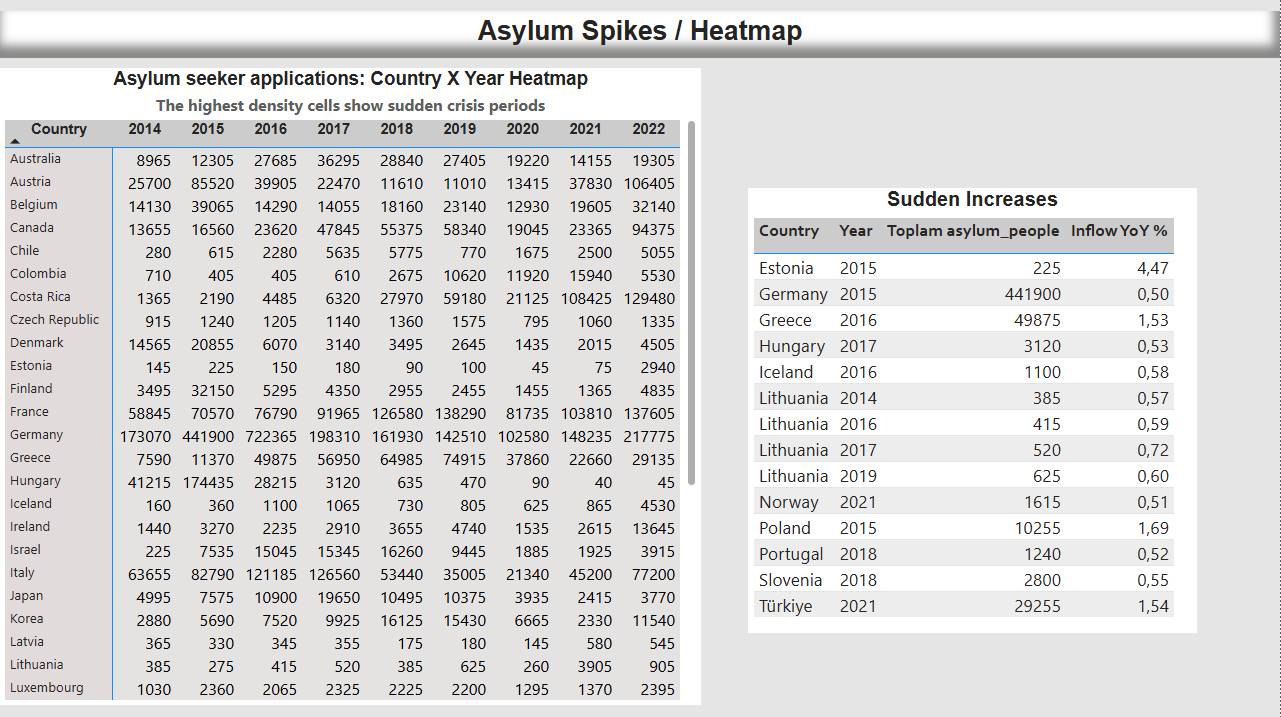 Asylum Spikes / Heatmap
Asylum seeker applications: Country X Year Heatmap
The highest density cells show sudden crisis periods
Country 2014 2015 2016 2017 2018 2019 2020 2021 2022
Australia 8965 12305 27685 36295 28840 27405 19220 14155 19305
Austria 25700 85520 39905 22470 11610 11010 13415 37830 106405
Belgium 14130 39065 14290 14055 18160 23140 12930 19605 32140
Canada 13655 16560 23620 47845 55375 58340 19045 23365 94375
Chile 280 615 2280 5635 5775 770 1675 2500 5055
Colombia 710 405 405 610 2675 10620 11920 15940 5530
Costa Rica 1365 2190 4485 6320 27970 59180 21125 108425 129480
Czech Republic 915 1240 1205 1140 1360 1575 795 1060 1335
Denmark 14565 20855 6070 3140 3495 2645 1435 2015 4505
Estonia 145 225 150 180 90 100 45 75 2940
Finland 3495 32150 5295 4350 2955 2455 1455 1365 4835
France 58845 70570 76790 91965 126580 138290 81735 103810 137605
Germany 173070 441900 722365 198310 161930 142510 102580 148235 217775
Greece 7590 11370 49875 56950 64985 74915 37860 22660 29135
Hungary 41215 174435 28215 3120 635 470 90 40 45
Iceland 160 360 1100 1065 730 805 625 865 4530
Ireland 1440 3270 2235 2910 3655 4740 1535 2615 13645
Israel 225 7535 15045 15345 16260 9445 1885 1925 3915
Italy 63655 82790 121185 126560 53440 35005 21340 45200 77200
Japan 4995 7575 10900 19650 10495 10375 3935 2415 3770
Korea 2880 5690 7520 9925 16125 15430 6665 2330 11540
Latvia 365 330 345 355 175 180 145 580 545
Lithuania 385 275 415 520 385 625 260 3905 905
Luxembourg 1030 2360 2065 2325 2225 2200 1295 1370 2395
Sudden Increases
Country Year Toplam asylum_people Inflow YoY %
Estonia 2015 225 4,47
Germany 2015 441900 0,50
Greece 2016 49875 1,53
Hungary 2017 3120 0,53
Iceland 2016 1100 0,58
Lithuania 2014 385 0,57
Lithuania 2016 415 0,59
Lithuania 2017 520 0,72
Lithuania 2019 625 0,60
Norway 2021 1615 0,51
Poland 2015 10255 1,69
Portugal 2018 1240 0,52
Slovenia 2018 2800 0,55
Türkiye 2021 29255 1,54